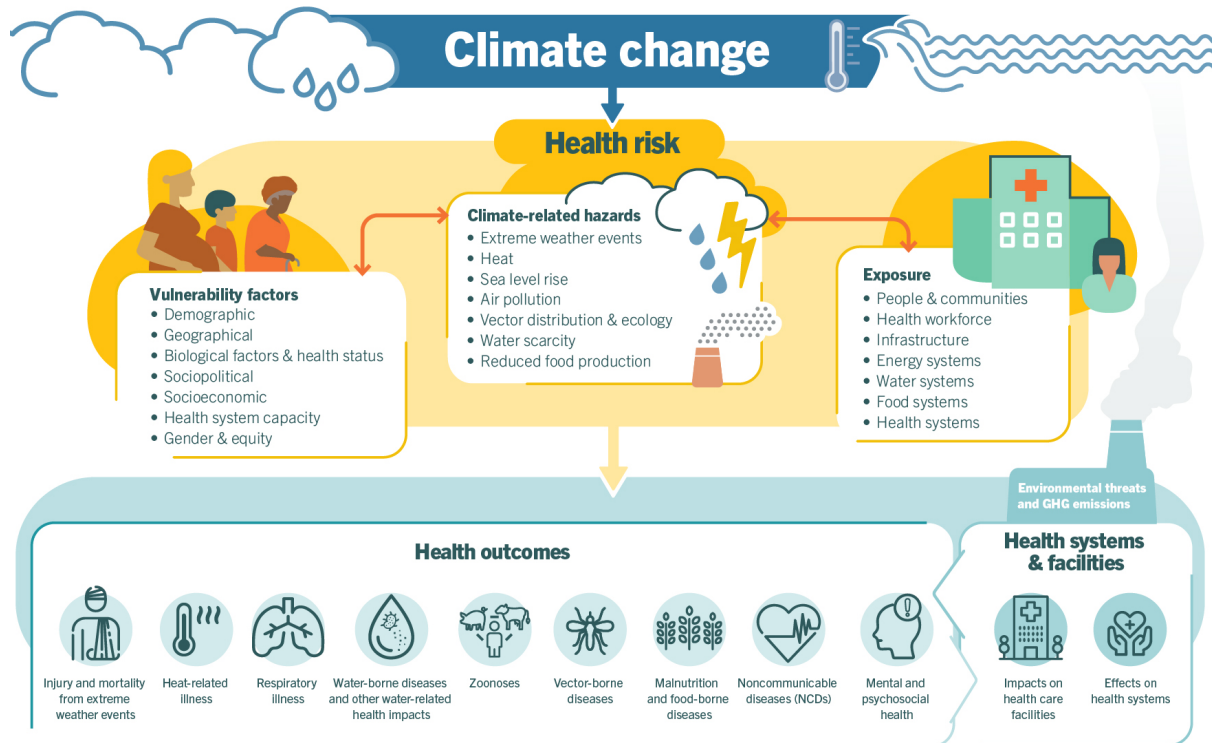 Climate change
Health risk
Vulnerability factors
• Demographic
• Geographical
• Biological factors & health status
• Sociopolitical
• Socioeconomic
• Health system capacity
• Gender & equity
Climate-related hazards
• Extreme weather events
• Heat
• Sea level rise
• Air pollution
• Vector distribution & ecology
• Water scarcity
• Reduced food production
Exposure
• People & communities
• Health workforce
• Infrastructure
• Energy systems
• Water systems
• Food systems
• Health systems
Environmental threats
and GHG emissions
Health outcomes
Injury and mortality
from extreme
weather events
Heat-related
illness
Respiratory
illness
Water-borne diseases
and other water-related
health impacts
Zoonoses
Vector-borne
diseases
Malnutrition
and food-borne
diseases
Noncommunicable
diseases (NCDs)
Mental and
psychosocial
health
Health systems
& facilities
Impacts on
health care
facilities
Effects on
health systems